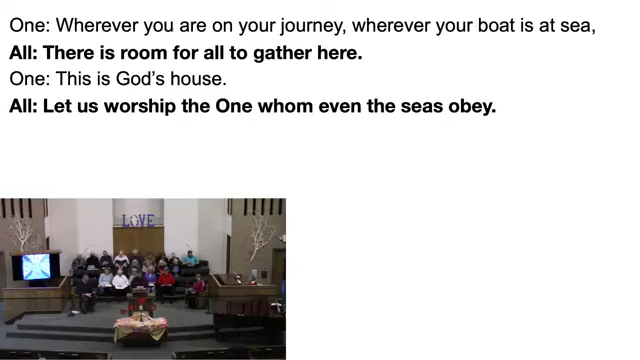 One: Wherever you are on your journey, wherever your boat is at sea,
All: There is room for all to gather here.
One: This is God's house.
All: Let us worship the One whom even the seas obey.
LOVE